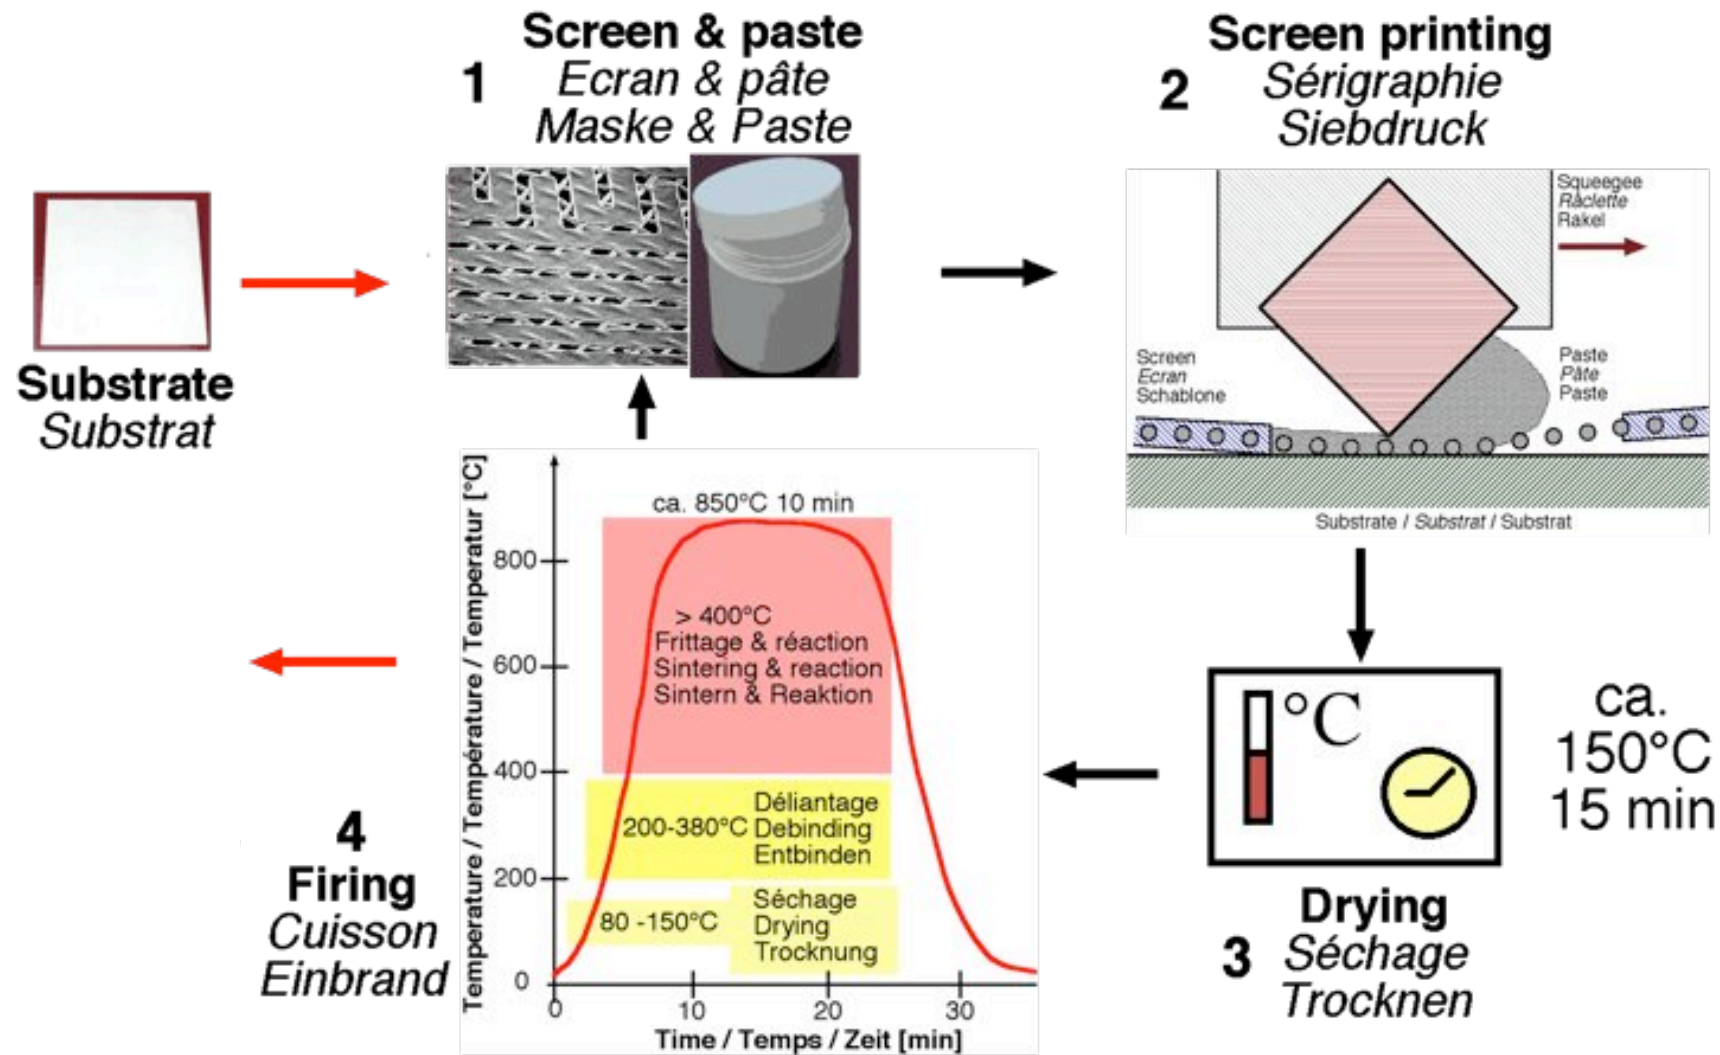 Screen & paste
1
Ecran & pâte
Maske & Paste
Screen printing
2
Sérigraphie
Siebdruck
Squeegee
Râclette
Rakel
Screen
Ecran
Schablone
Paste
Pâte
Paste
Substrate / Substrat / Substrat
Substrate
Substrat
°C
ca.
150°C
15 min
Drying
3
Séchage
Trocknen
4
Firing
Cuisson
Einbrand
Temperature / Température / Temperatur [°C]
ca. 850°C 10 min
800
> 400°C
Frittage & réaction
600
Sintering & reaction
Sintern & Reaktion
400
200-380°C
Déliantage
Debinding
Entbinden
200
80 -150°C
Séchage
Drying
Trocknung
0
0
10
20
30
Time / Temps / Zeit [min]